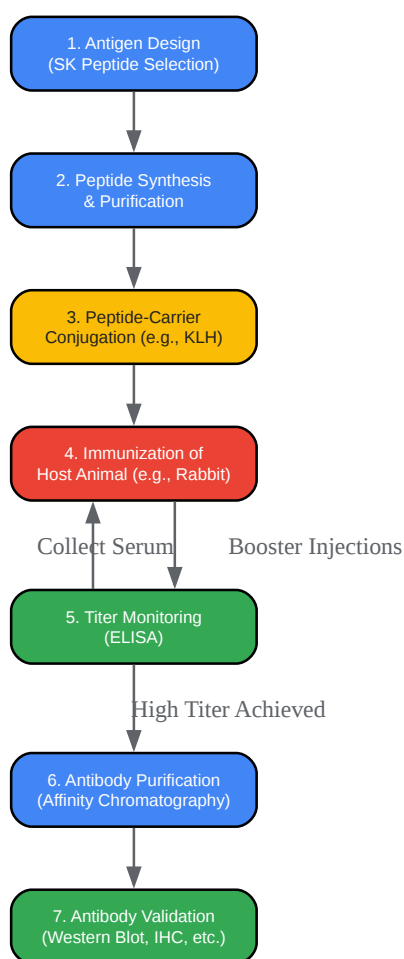 1. Antigen Design
(SK Peptide Selection)
2. Peptide Synthesis
& Purification
3. Peptide-Carrier
Conjugation (e.g., KLH)
4. Immunization of
Host Animal (e.g., Rabbit)
Collect Serum
Booster Injections
5. Titer Monitoring
(ELISA)
High Titer Achieved
6. Antibody Purification
(Affinity Chromatography)
7. Antibody Validation
(Western Blot, IHC, etc.)